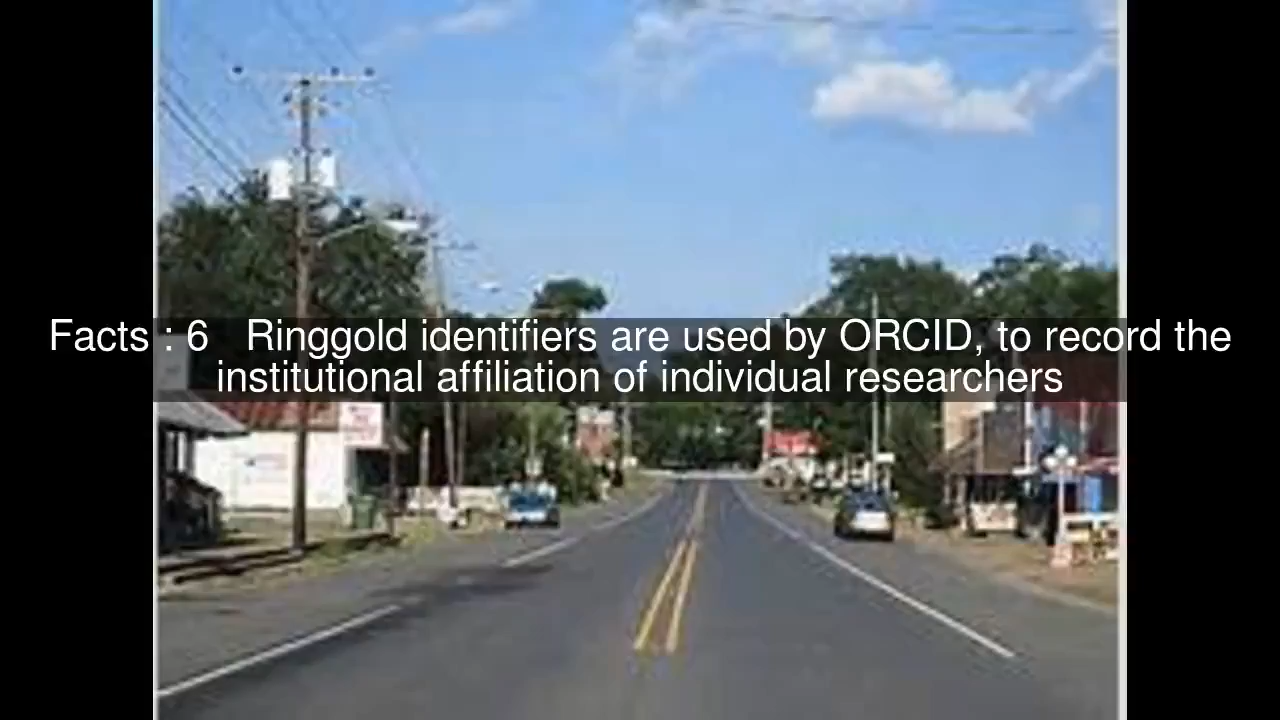 Facts : 6   Ringgold identifiers are used by ORCID, to record the
institutional affiliation of individual researchers